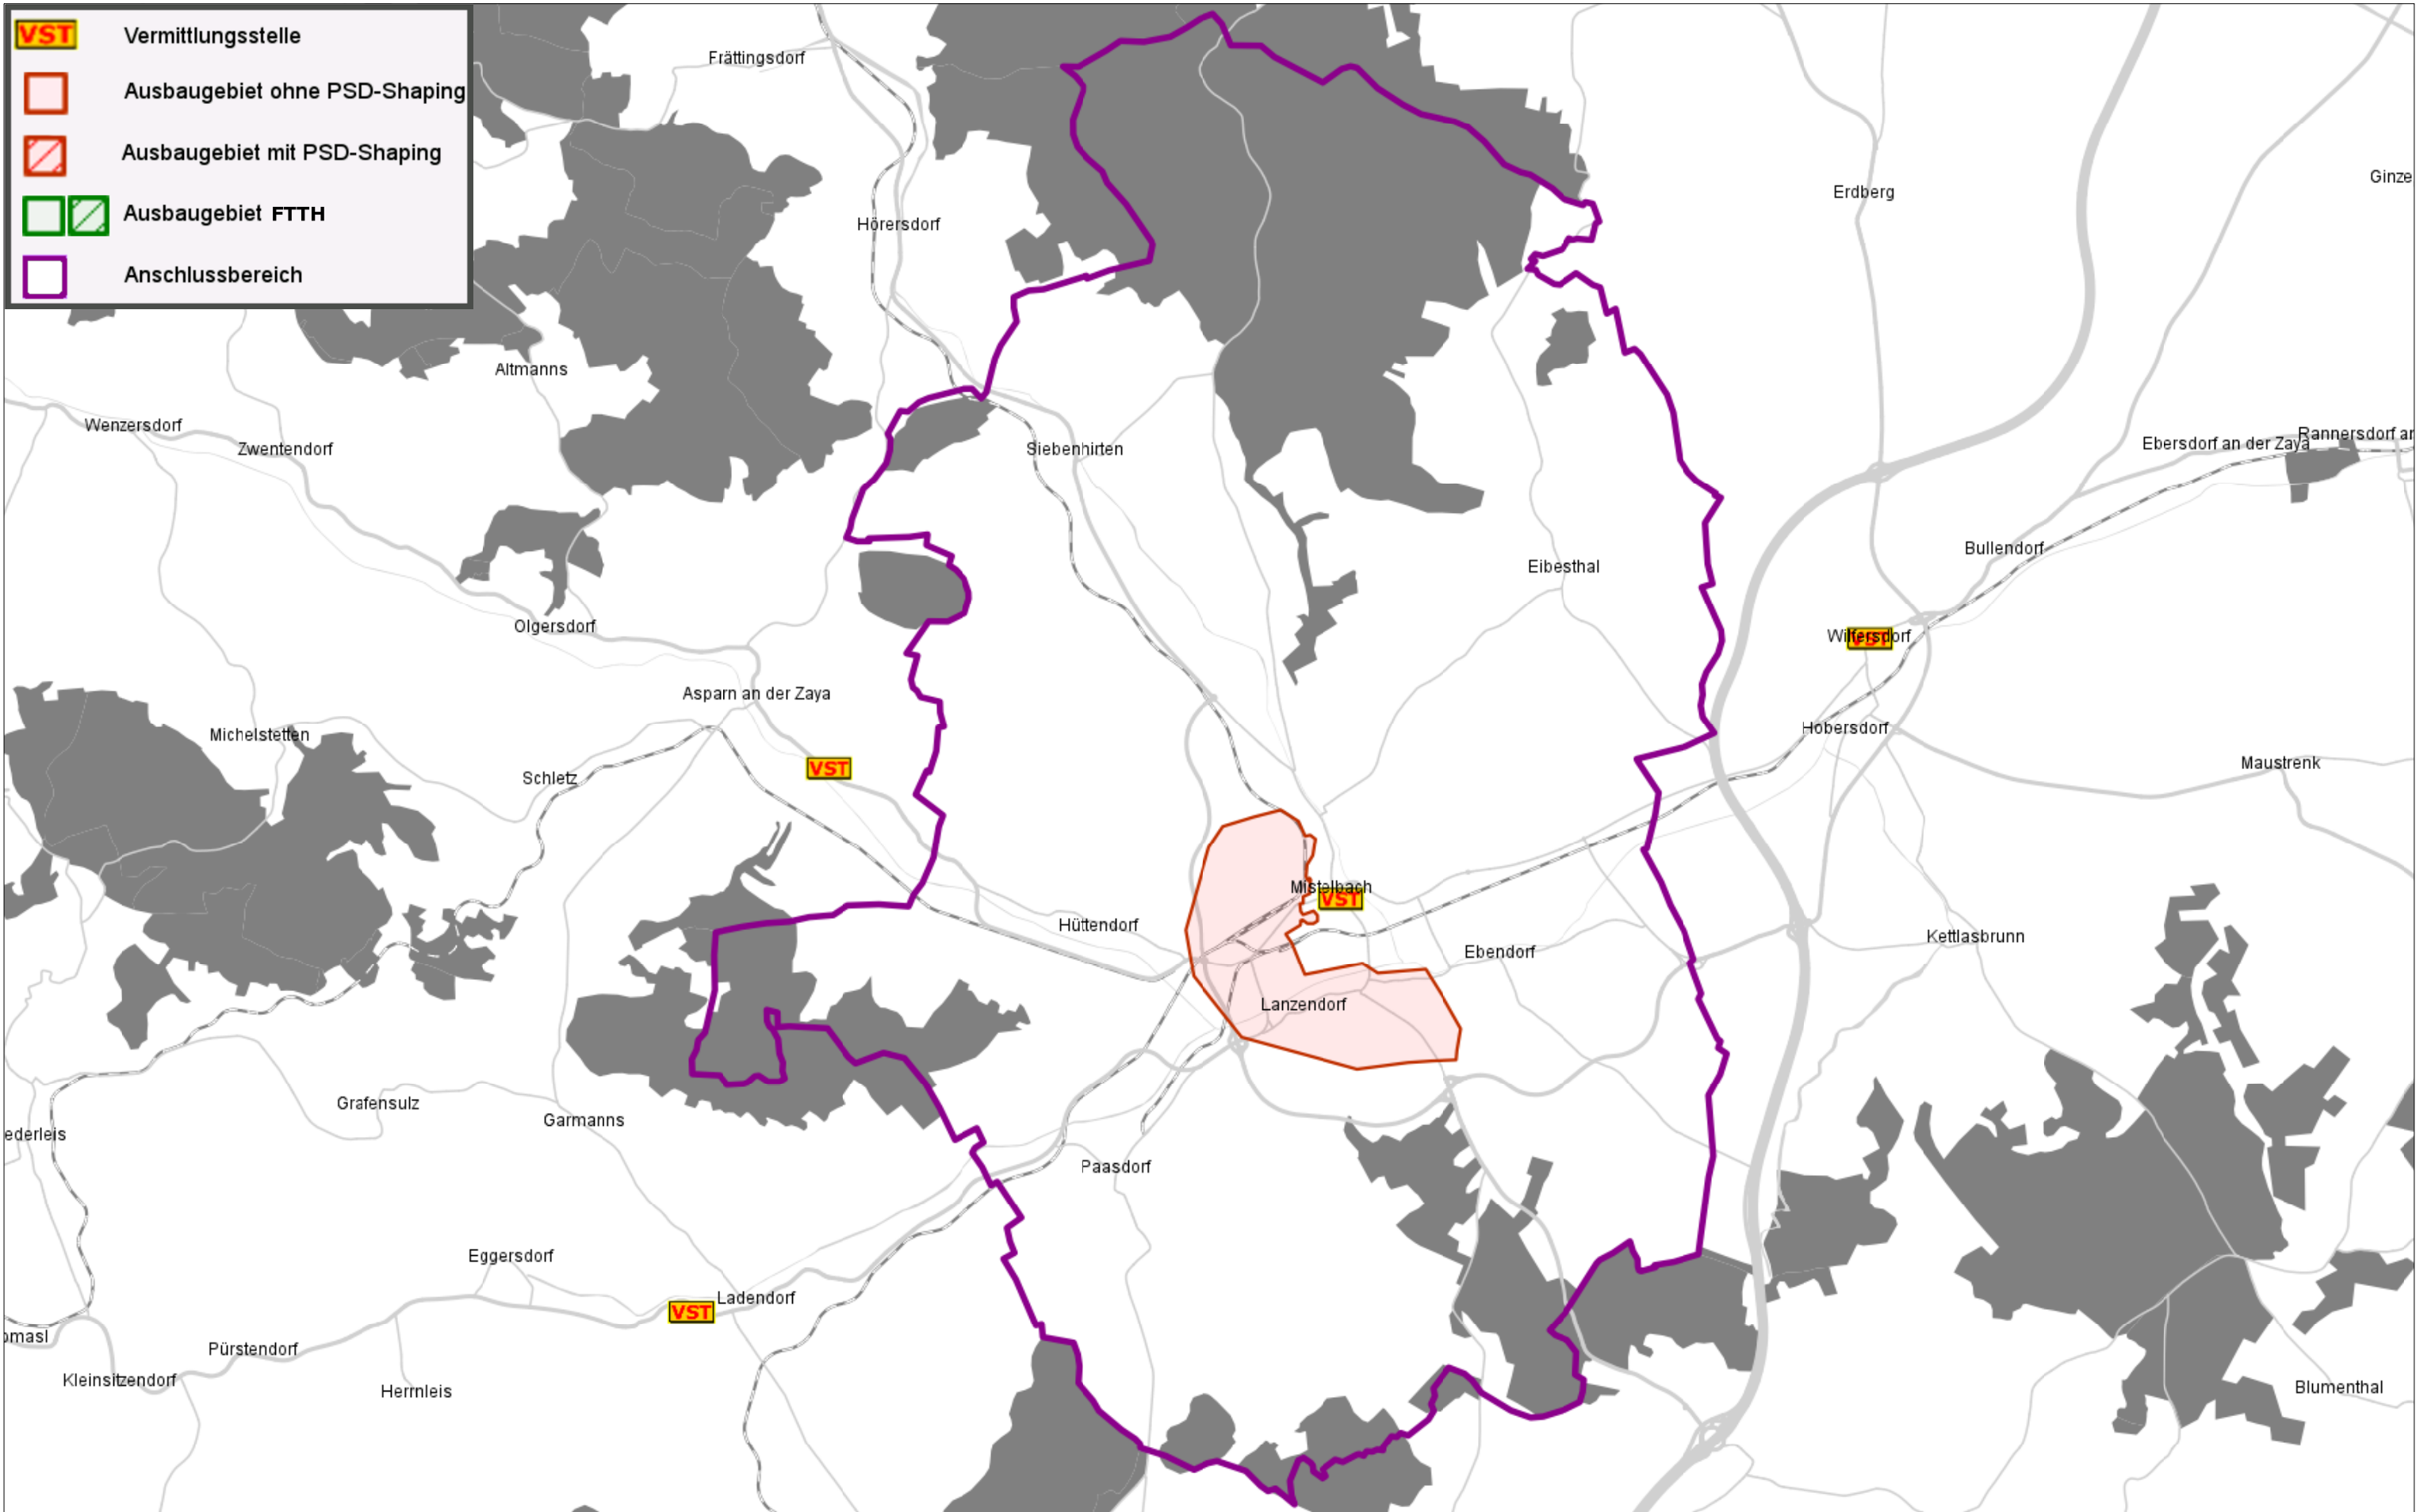 VST Vermittlungsstelle
Ausbaugebiet ohne PSD-Shaping
Ausbaugebiet mit PSD-Shaping
Ausbaugebiet FTTH
Anschlussbereich
Frättingsdorf
Ginze
Erdberg
Hörersdorf
Altmanns
Wenzersdorf
Zwentendorf
Siebenhirten
Ebersdorf an der Zaya
Rannersdorf ar
Bullendorf
Eibesthal
Olgersdorf
Wilfersdorf
VST
Asparn an der Zaya
Michelstetten
Hobersdorf
Maustrenk
Schletz
VST
Mistelbach
VST
Hüttendorf
Kettlasbrunn
Ebendorf
Lanzendorf
Grafensulz
Garmanns
ederleis
Paasdorf
Eggersdorf
Ladendorf
VST
omasl
Pürstendorf
Kleinsitzendorf
Herrnleis
Blumenthal